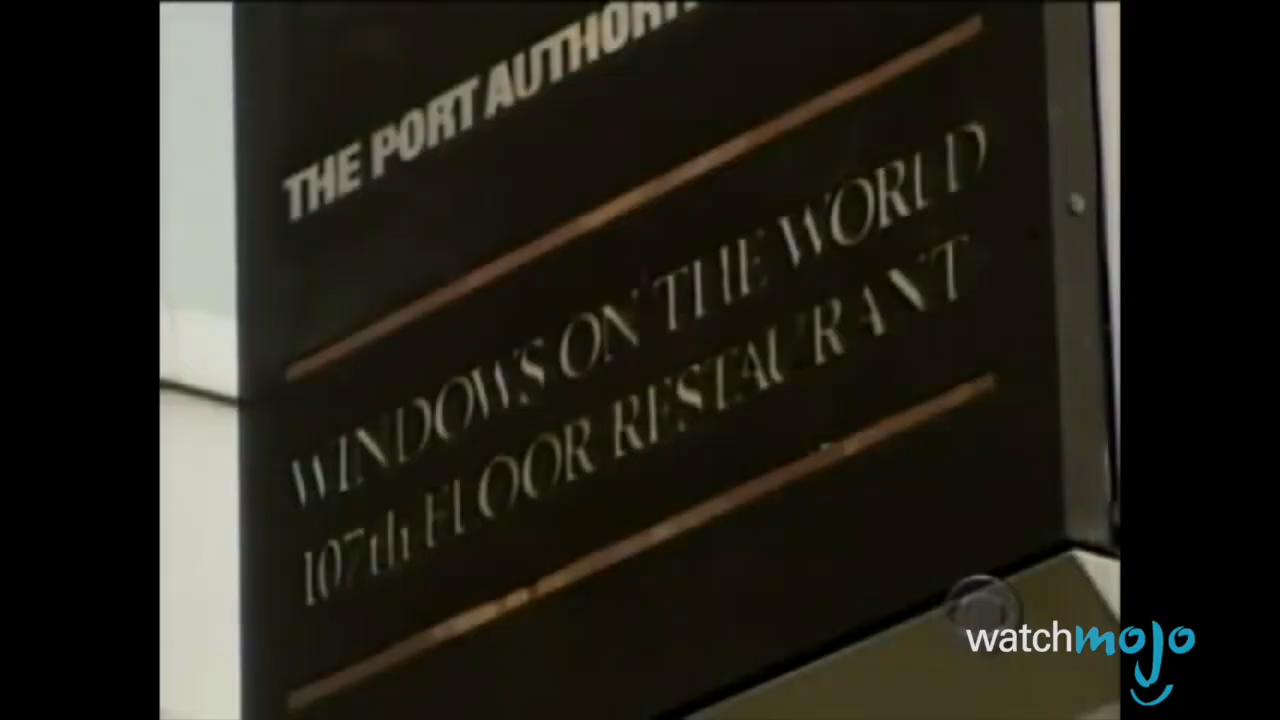 THE PORT AUTHORI
WINDOWS ON THE WORLD
107th FLOOR RESTAURANT
watchmojo